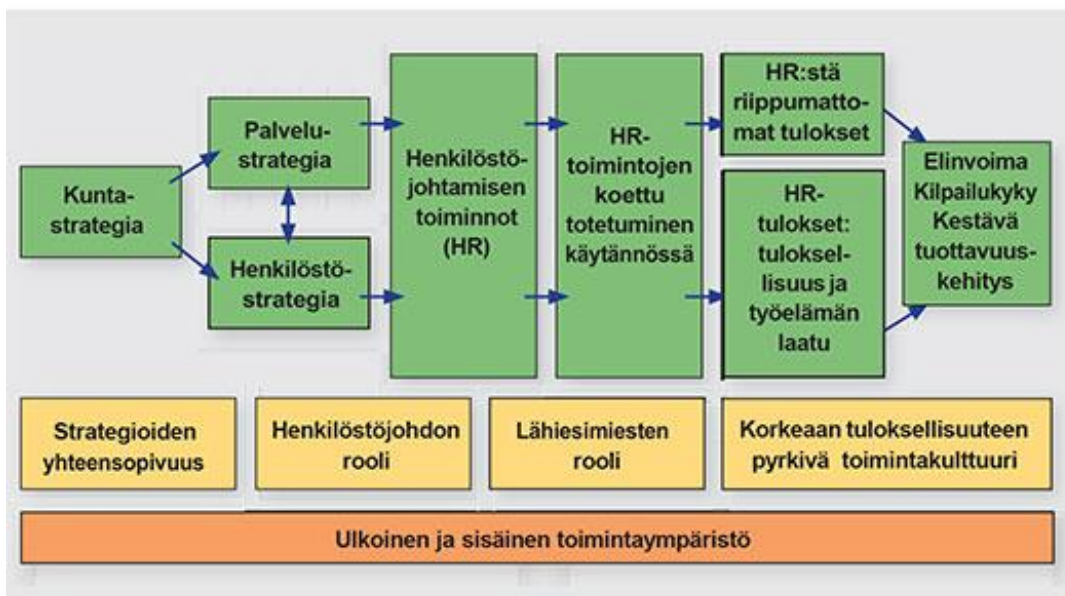 Kunta-
strategia
Palvelu-
strategia
Henkilöstö-
strategia
Henkilöstö-
johtamisen
toiminnot
(HR)
HR-
toimintojen
koettu
totetuminen
käytännössä
HR:stä
riippumatto-
mat tulokset
HR-
tulokset:
tuloksel-
lisuus ja
työelämän
laatu
Elinvoima
Kilpailukyky
Kestävä
tuottavuus-
kehitys
Strategioiden
yhteensopivuus
Henkilöstöjohdon
rooli
Lähiesimiesten
rooli
Korkeaan tuloksellisuuteen
pyrkivä toimintakulttuuri
Ulkoinen ja sisäinen toimintaympäristö